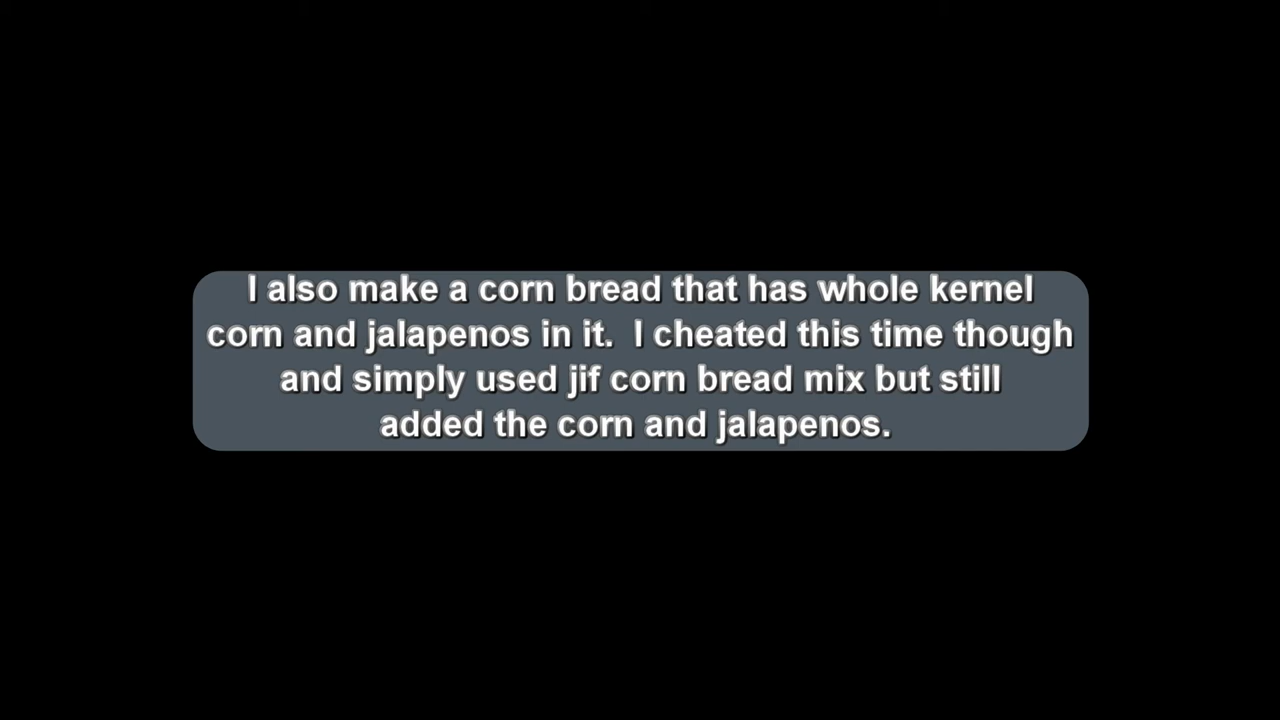 I also make a corn bread that has whole kernel
corn and jalapenos in it.  I cheated this time though
and simply used jif corn bread mix but still
added the corn and jalapenos.